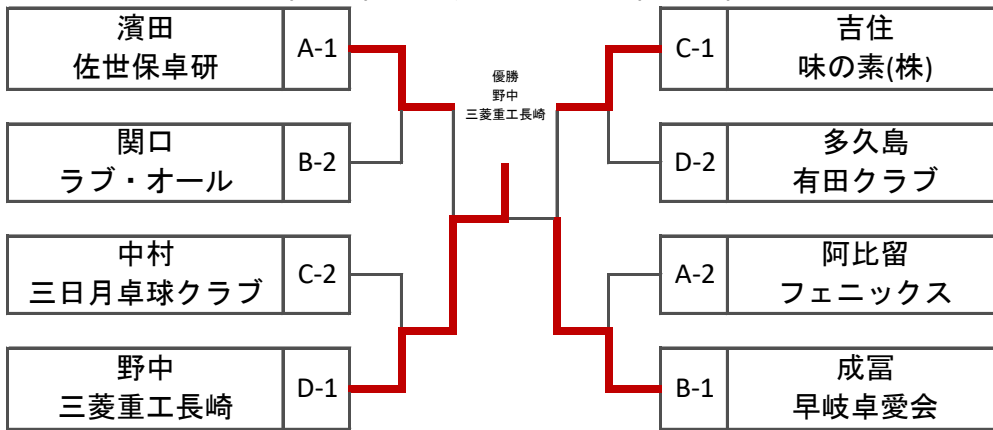 濱田
佐世保卓研
A-1
関口
ラブ・オール
B-2
中村
三日月卓球クラブ
C-2
野中
三菱重工長崎
D-1
優勝
野中
三菱重工長崎
C-1
吉住
味の素(株)
D-2
多久島
有田クラブ
A-2
阿比留
フェニックス
B-1
成冨
早岐卓愛会